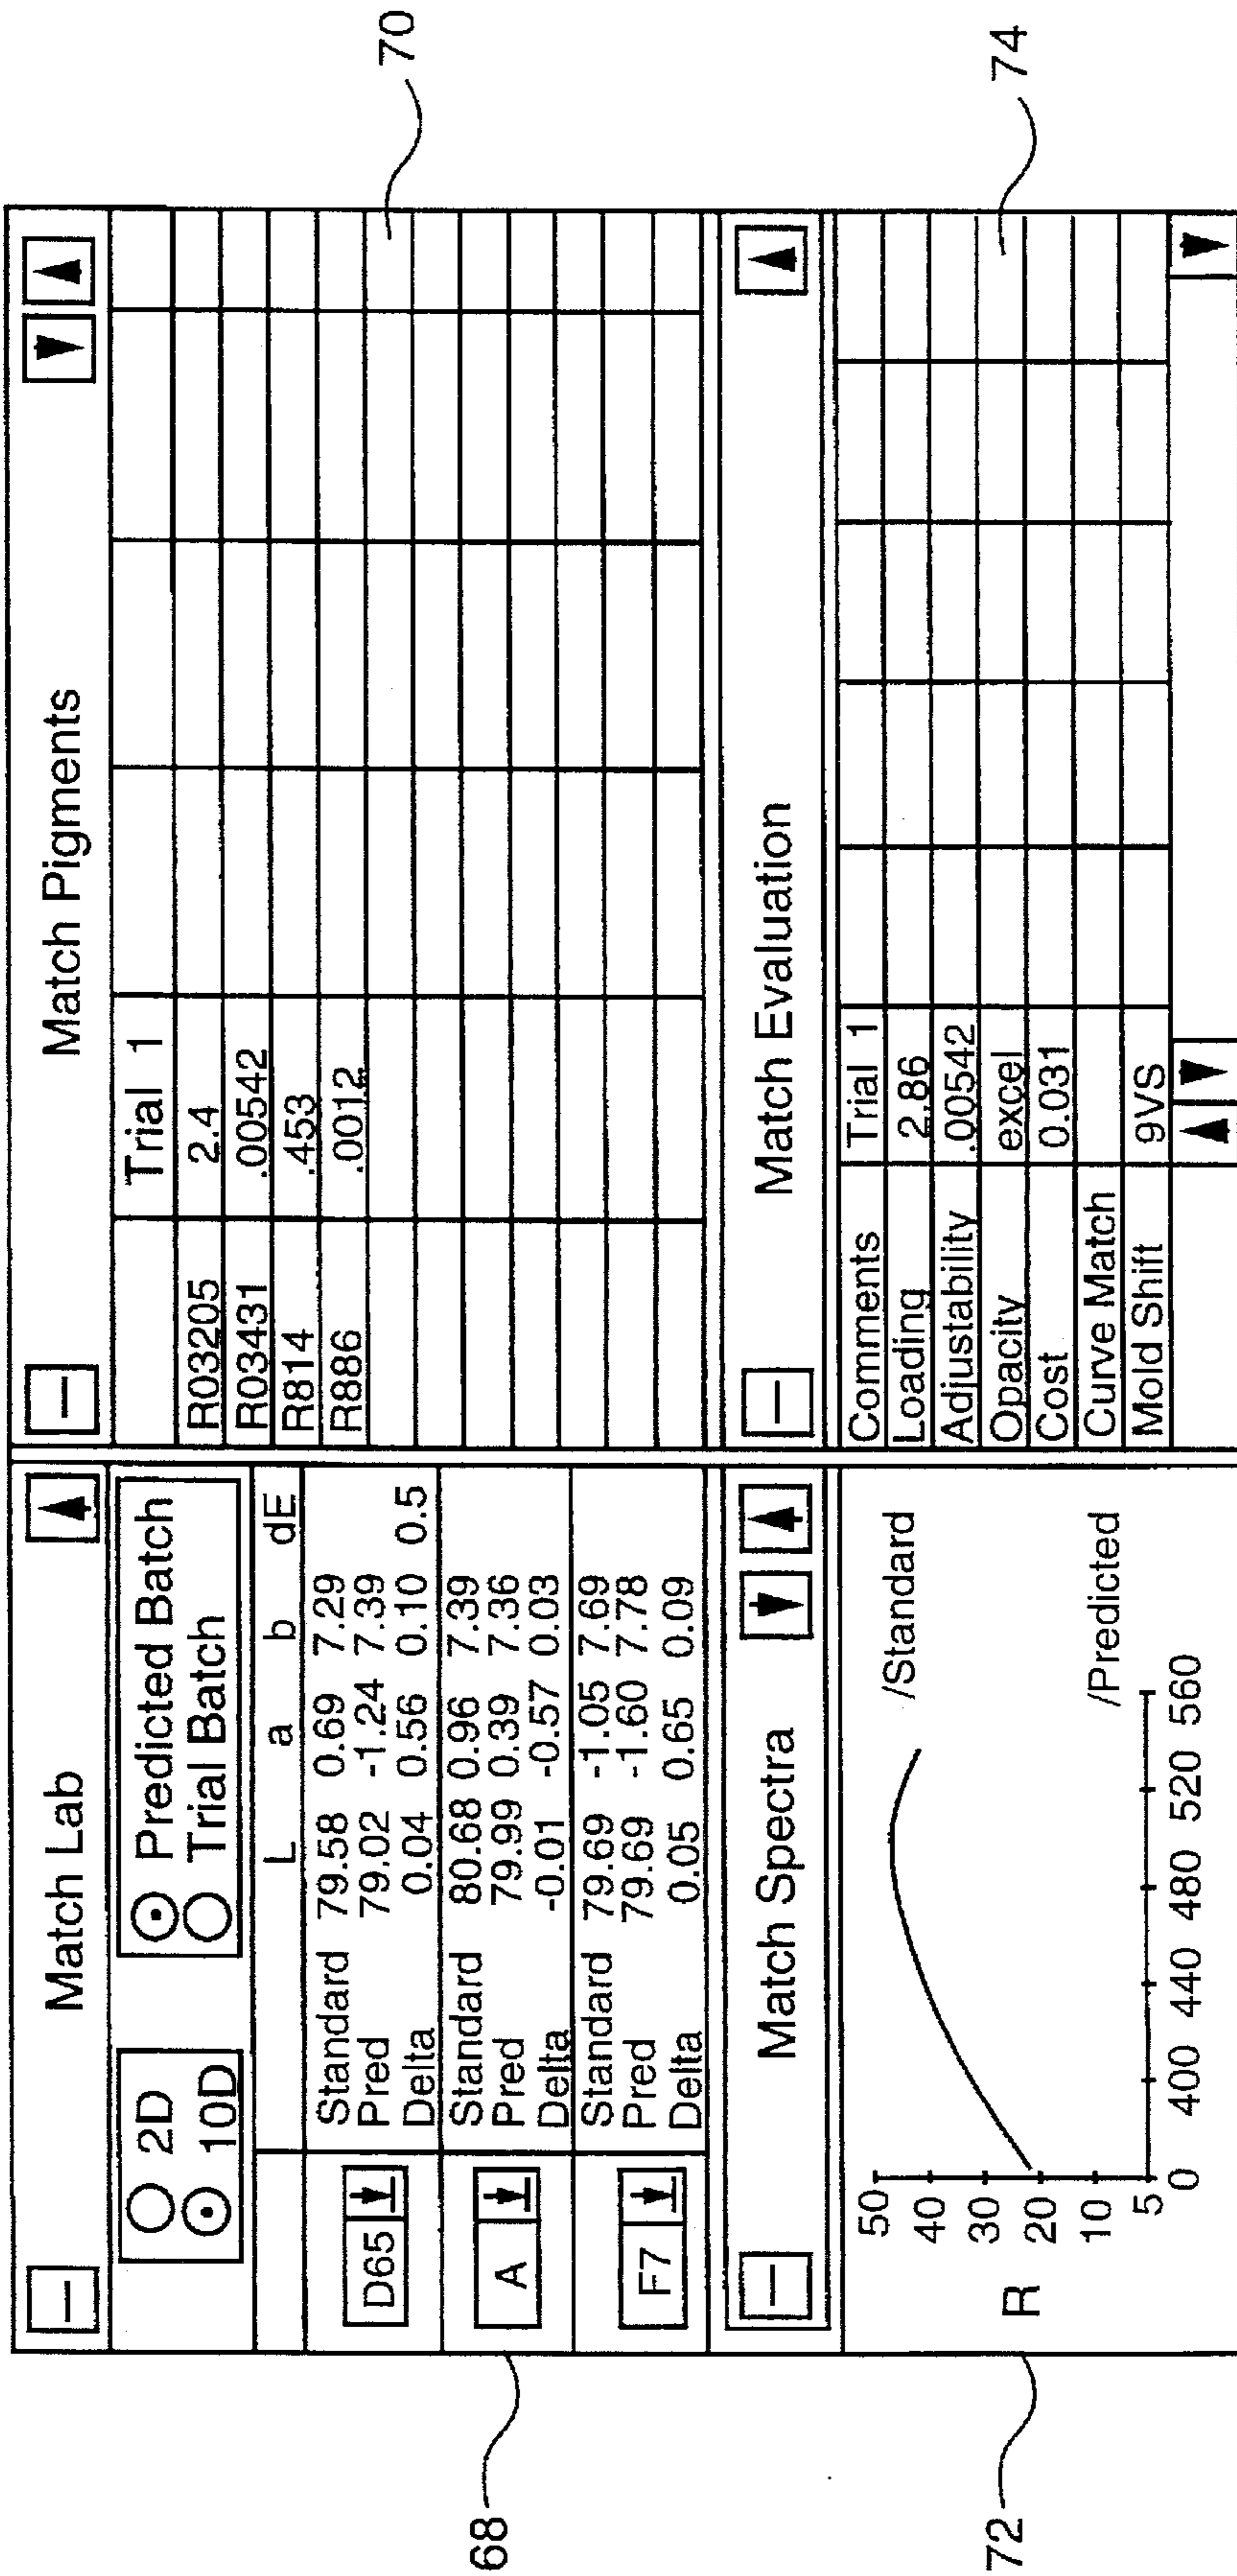 Match Lab
2D
10D
Predicted Batch
Trial Batch
L a b dE
D65
Standard 79.58 0.69 7.29
Pred 79.02 -1.24 7.39
Delta 0.04 0.56 0.10 0.5
A
Standard 80.68 0.96 7.39
Pred 79.99 0.39 7.36
Delta -0.01 -0.57 0.03
F7
Standard 79.69 -1.05 7.69
Pred 79.69 -1.60 7.78
Delta 0.05 0.65 0.09
68
Match Pigments
Trial 1
R03205 2.4
R03431 .00542
R814 .453
R886 .0012
70
Match Spectra
/Standard
/Predicted
R
50
40
30
20
10
5
0 400 440 480 520 560
72
Match Evaluation
Comments Trial 1
Loading 2.86
Adjustability .00542
Opacity excel
Cost 0.031
Curve Match
Mold Shift 9VS
74